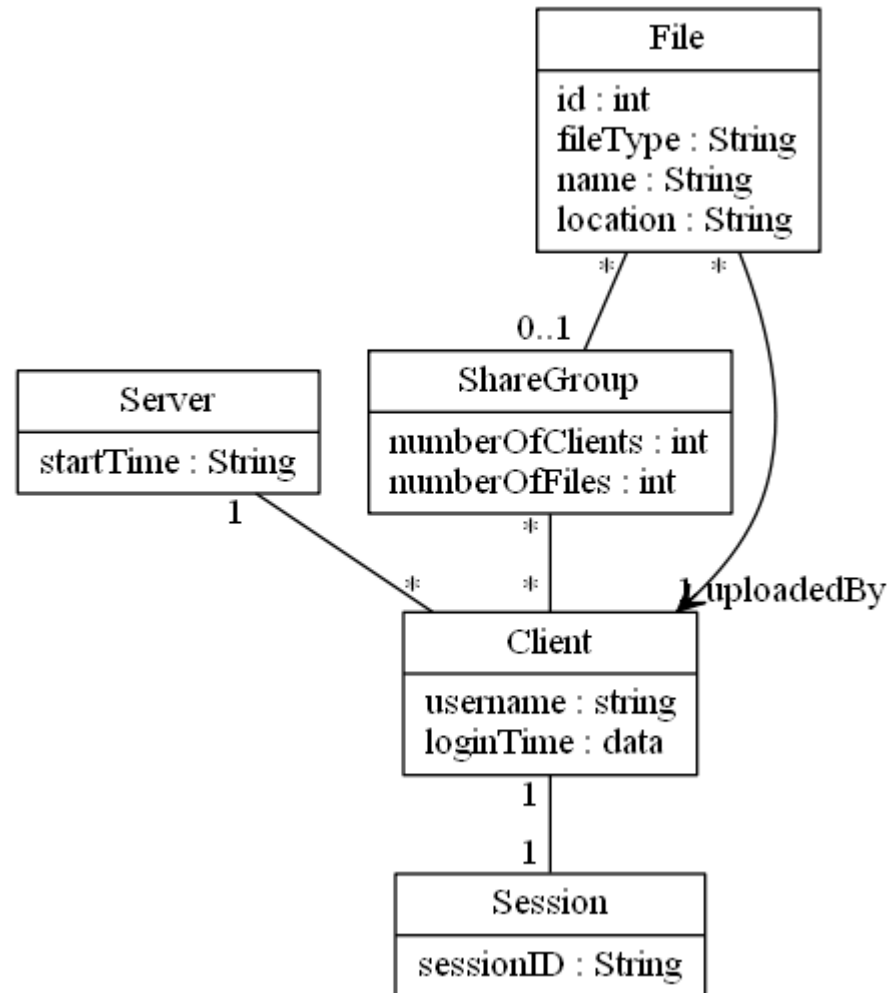 File
id : int
fileType : String
name : String
location : String
* *
0..1
ShareGroup
numberOfClients : int
numberOfFiles : int
Server
startTime : String
1
*
*
*
1 uploadedBy
Client
username : string
loginTime : data
1
1
Session
sessionID : String